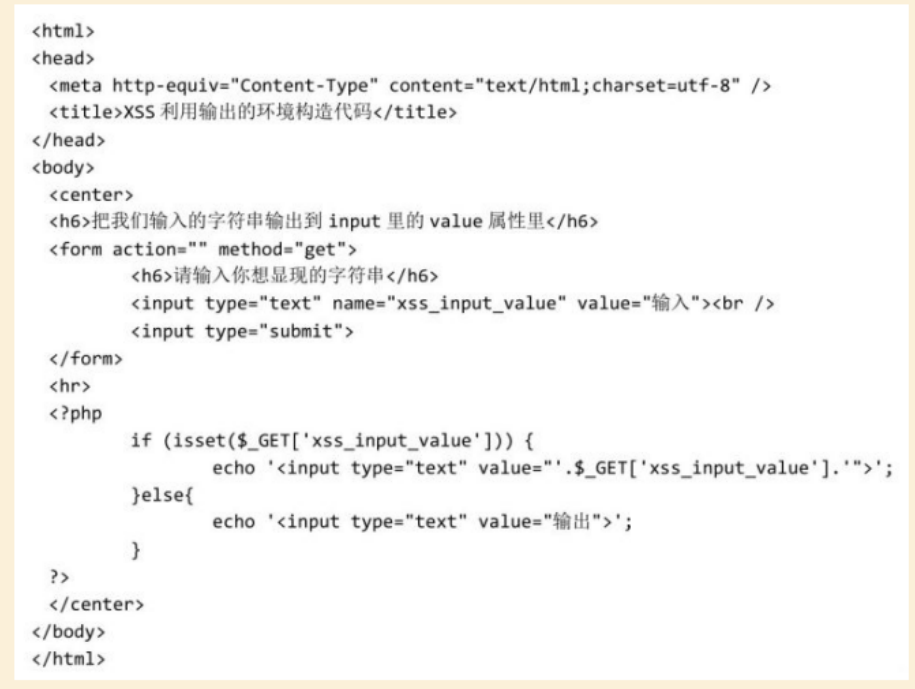 <html>
<head>
<meta http-equiv="Content-Type" content="text/html;charset=utf-8" />
<title>XSS 利用输出的环境构造代码</title>
</head>
<body>
<center>
<h6>把我们输入的字符串输出到 input 里的 value 属性里</h6>
<form action="" method="get">
<h6>请输入你想显现的字符串</h6>
<input type="text" name="xss_input_value" value="输入"><br />
<input type="submit">
</form>
<hr>
<?php
if (isset($_GET['xss_input_value'])) {
echo '<input type="text" value="'.$_GET['xss_input_value'].'">';
}else{
echo '<input type="text" value="输出">';
}
?>
</center>
</body>
</html>